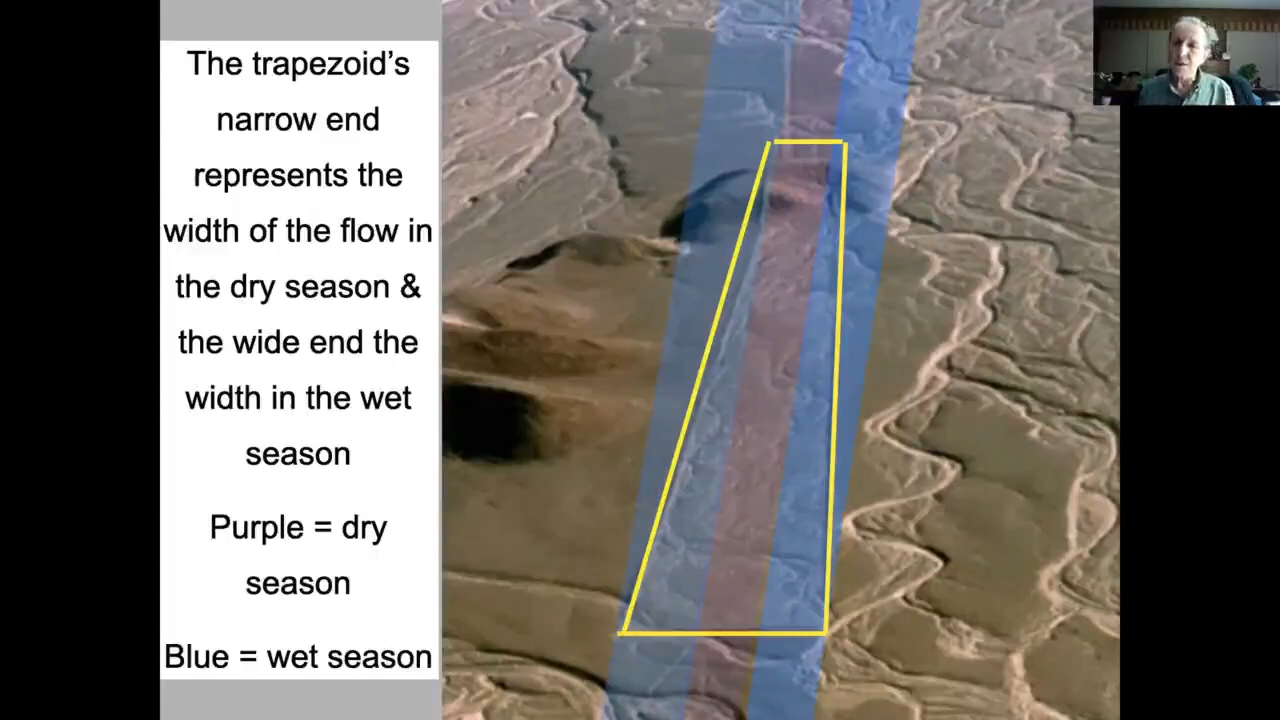 The trapezoid’s
narrow end
represents the
width of the flow in
the dry season &
the wide end the
width in the wet
season
Purple = dry
season
Blue = wet season